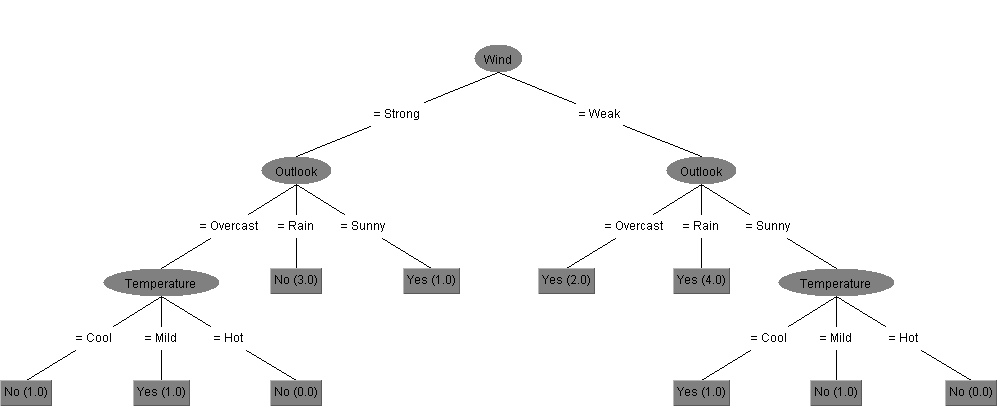 Wind
= Strong
= Weak
Outlook
Outlook
= Overcast
= Rain
= Sunny
= Overcast
= Rain
= Sunny
Temperature
No (3.0)
Yes (1.0)
Yes (2.0)
Yes (4.0)
Temperature
= Cool
= Mild
= Hot
= Cool
= Mild
= Hot
No (1.0)
Yes (1.0)
No (0.0)
Yes (1.0)
No (1.0)
No (0.0)